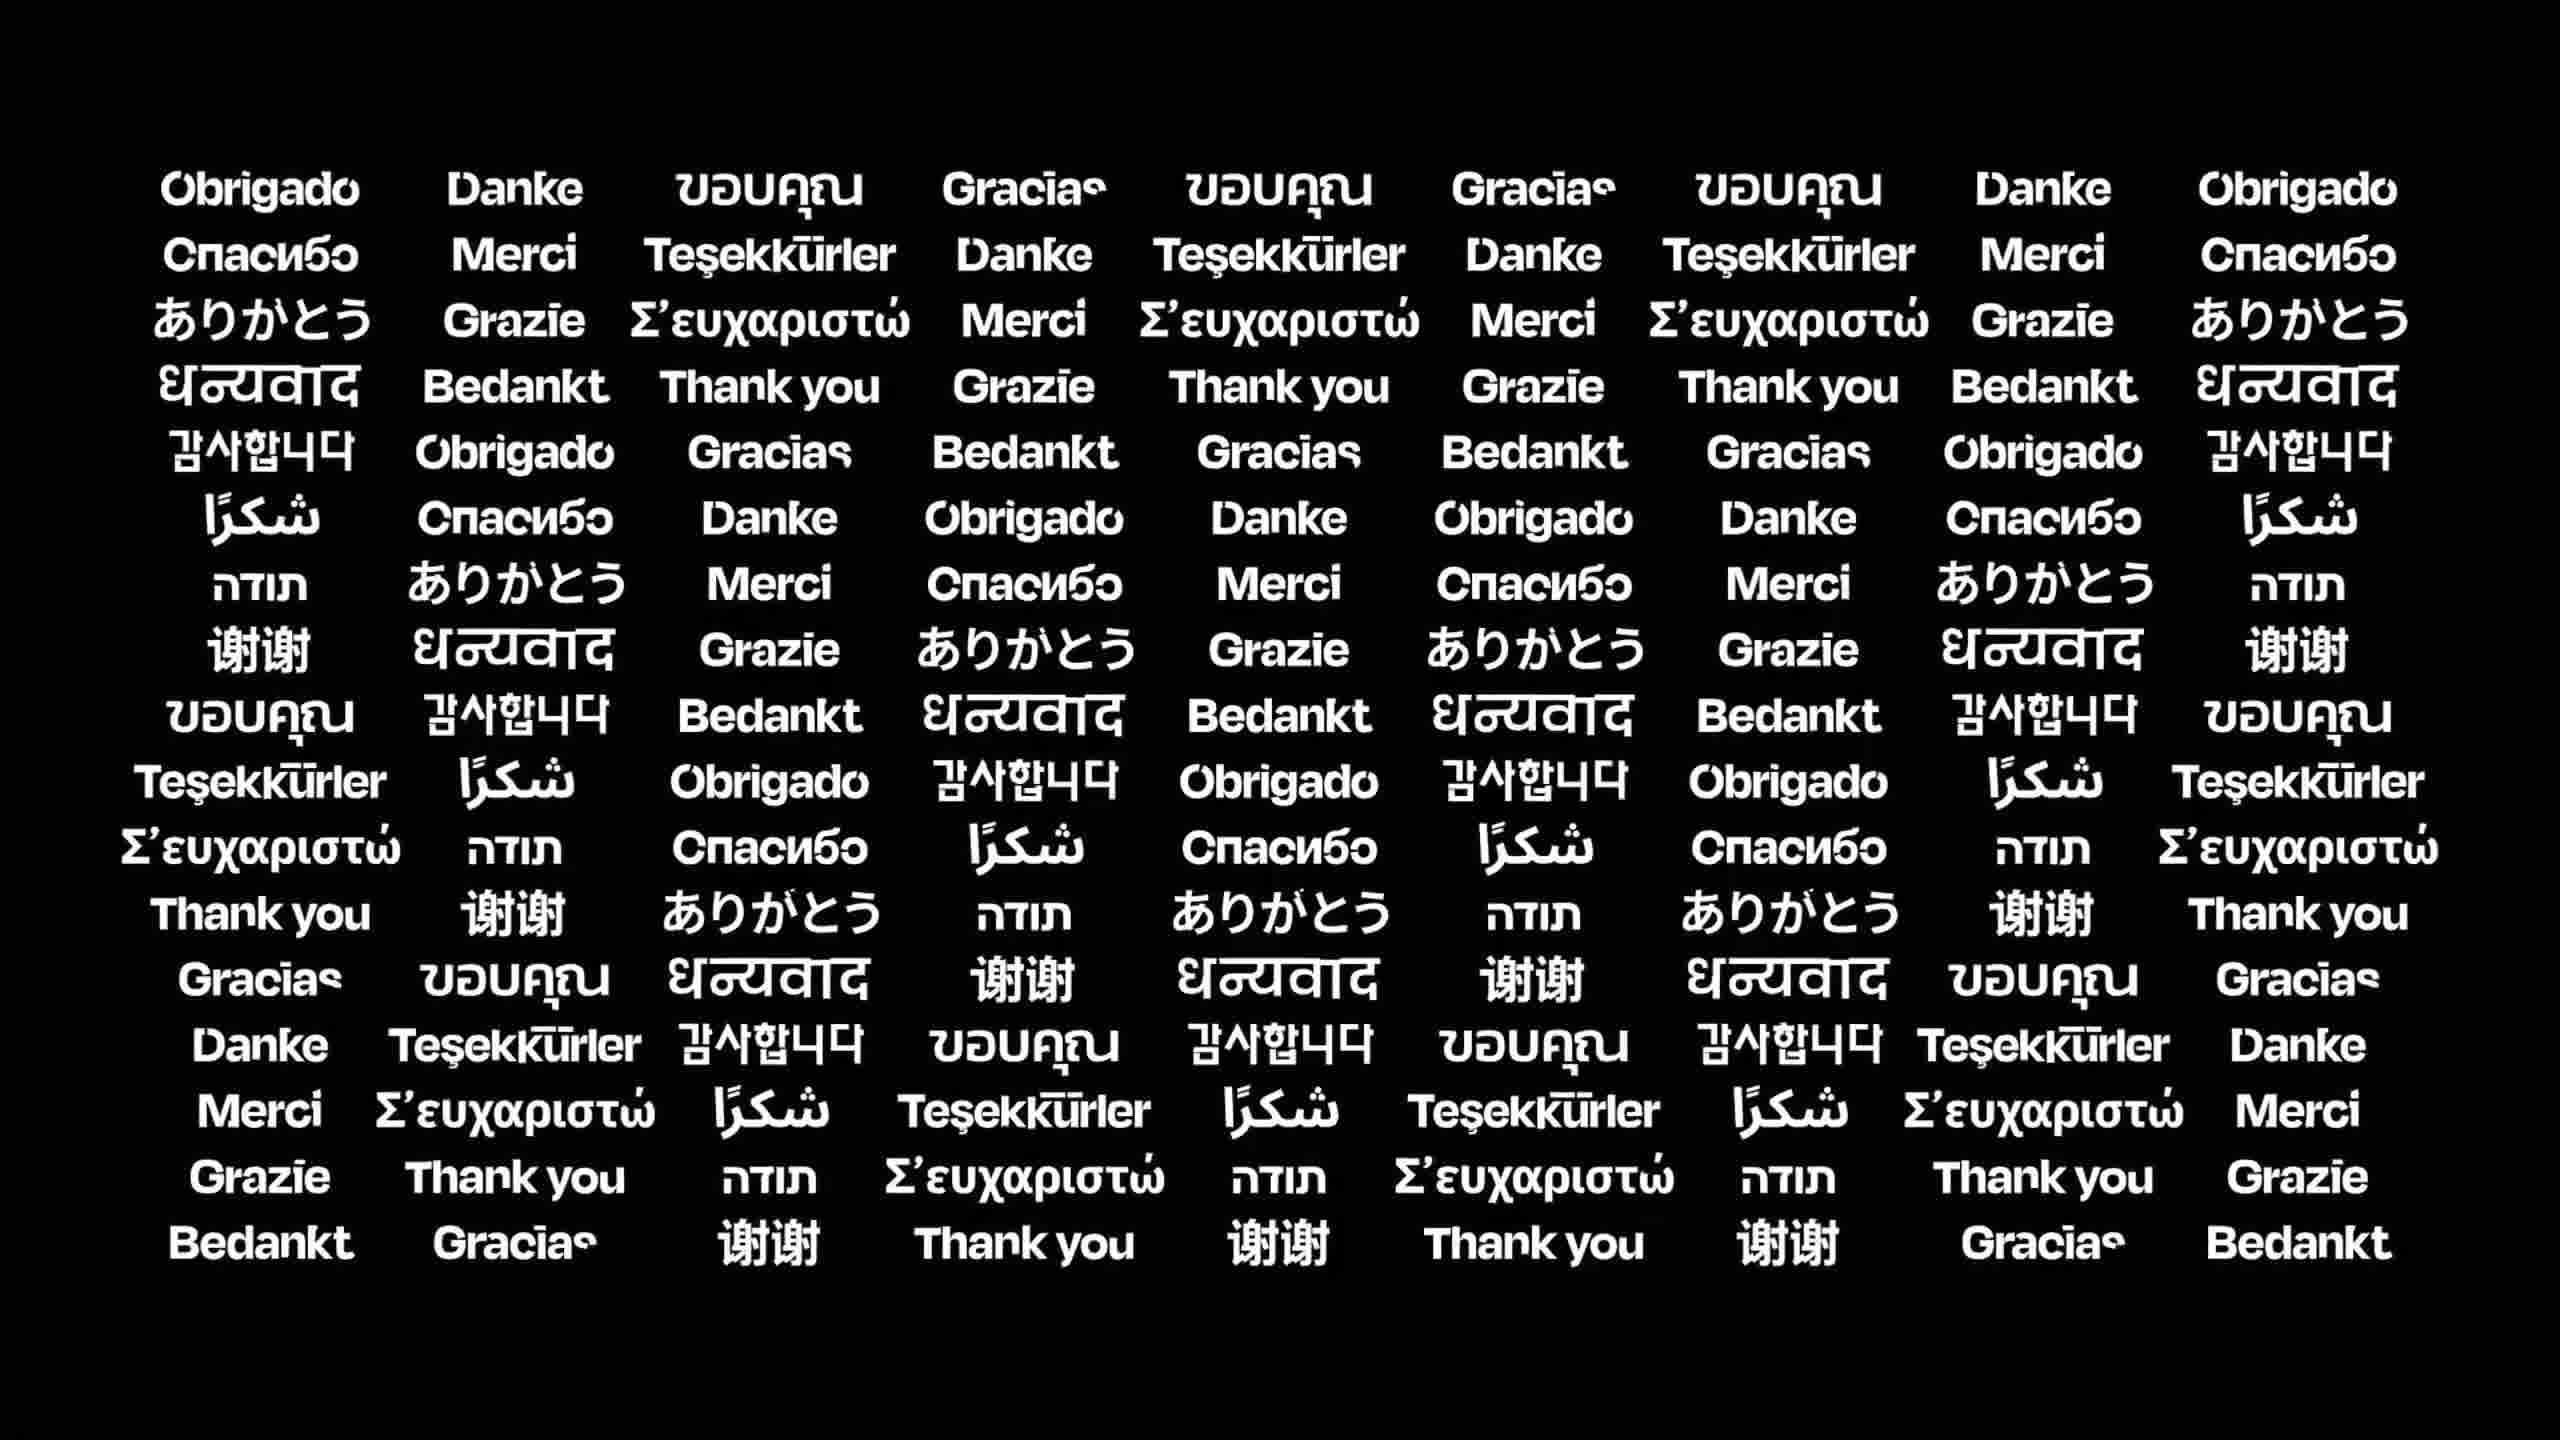 Obrigado Danke ขอบคุณ Gracias ขอบคุณ Gracias ขอบคุณ Danke Obrigado
Спасибо Merci Teşekkürler Danke Teşekkürler Danke Teşekkürler Merci Спасибо
ありがとう Grazie Σ’ευχαριστώ Merci Σ’ευχαριστώ Merci Σ’ευχαριστώ Grazie ありがとう
धन्यवाद Bedankt Thank you Grazie Thank you Grazie Thank you Bedankt धन्यवाद
감사합니다 Obrigado Gracias Bedankt Gracias Bedankt Gracias Obrigado 감사합니다
شكرًا Спасибо Danke Obrigado Danke Obrigado Danke Спасибо شكرًا
תודה ありがとう Merci Спасибо Merci Спасибо Merci ありがとう תודה
谢谢 धन्यवाद Grazie ありがとう Grazie ありがとう Grazie धन्यवाद 谢谢
ขอบคุณ 감사합니다 Bedankt धन्यवाद Bedankt धन्यवाद Bedankt 감사합니다 ขอบคุณ
Teşekkürler شكرًا Obrigado 감사합니다 Obrigado 감사합니다 Obrigado شكرًا Teşekkürler
Σ’ευχαριστώ תודה Спасибо شكرًا Спасибо شكرًا Спасибо תודה Σ’ευχαριστώ
Thank you 谢谢 ありがとう תודה ありがとう תודה ありがとう 谢谢 Thank you
Gracias ขอบคุณ धन्यवाद 谢谢 धन्यवाद 谢谢 धन्यवाद ขอบคุณ Gracias
Danke Teşekkürler 감사합니다 ขอบคุณ 감사합니다 ขอบคุณ 감사합니다 Teşekkürler Danke
Merci Σ’ευχαριστώ شكرًا Teşekkürler شكرًا Teşekkürler شكرًا Σ’ευχαριστώ Merci
Grazie Thank you תודה Σ’ευχαριστώ תודה Σ’ευχαριστώ תודה Thank you Grazie
Bedankt Gracias 谢谢 Thank you 谢谢 Thank you 谢谢 Gracias Bedankt